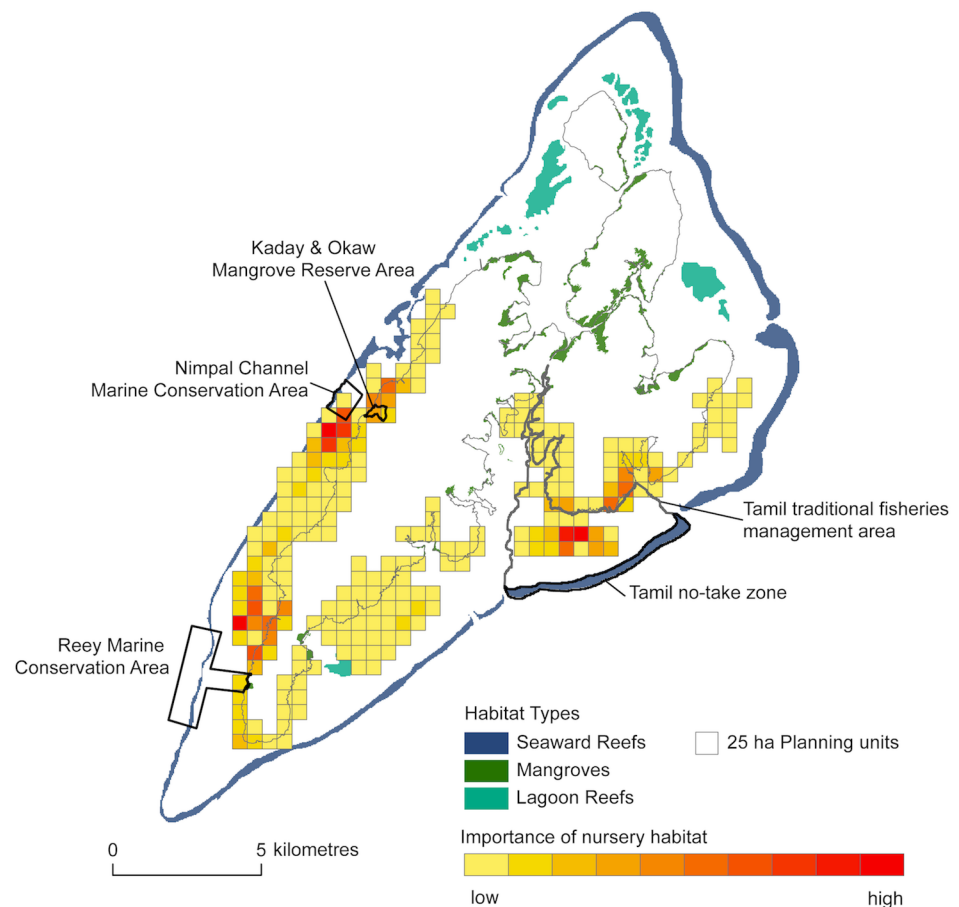 Kaday & Okaw
Mangrove Reserve Area
Nimpal Channel
Marine Conservation Area
Tamil traditional fisheries
management area
Tamil no-take zone
Reey Marine
Conservation Area
Habitat Types
Seaward Reefs
25 ha Planning units
Mangroves
Lagoon Reefs
Importance of nursery habitat
low
high
0
5 kilometres